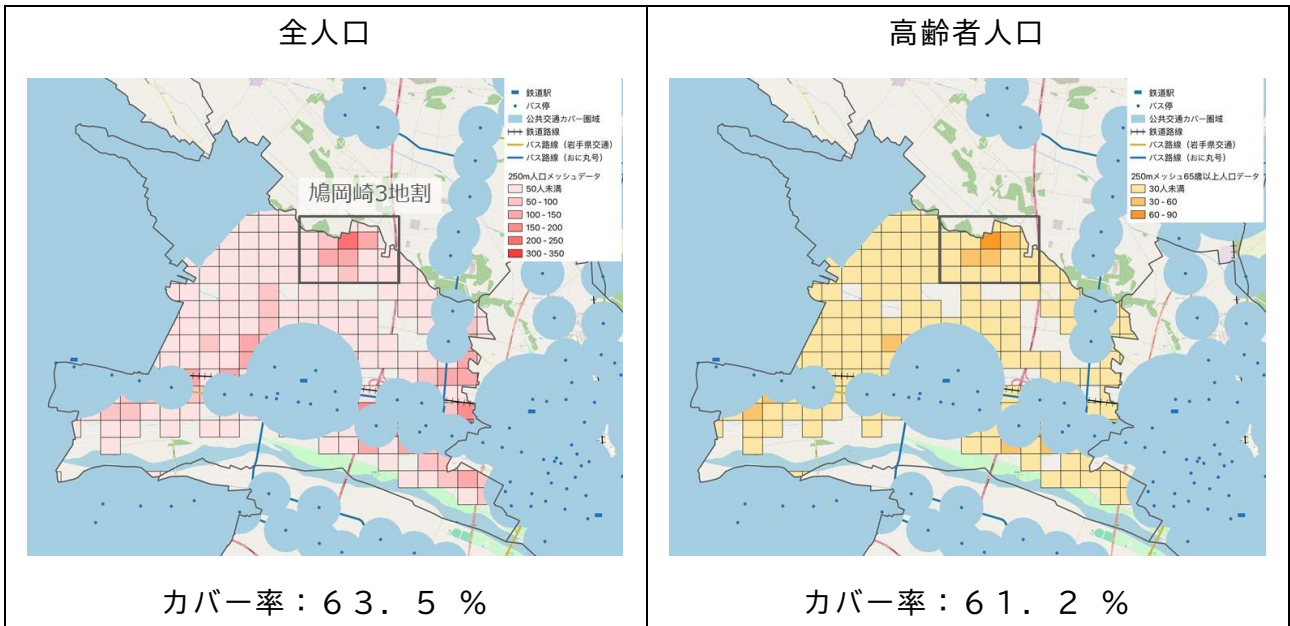 全人口
鉄道駅
バス停
公共交通カバー圏域
鉄道路線
バス路線（岩手県交通）
バス路線（おに丸号）
250m人口メッシュデータ
50人未満
50 - 100
100 - 150
150 - 200
200 - 250
300 - 350
鳩岡崎3地割
カバー率：６３．５ %
高齢者人口
鉄道駅
バス停
公共交通カバー圏域
鉄道路線
バス路線（岩手県交通）
バス路線（おに丸号）
250mメッシュ65歳以上人口データ
30人未満
30 - 60
60 - 90
カバー率：６１．２ %